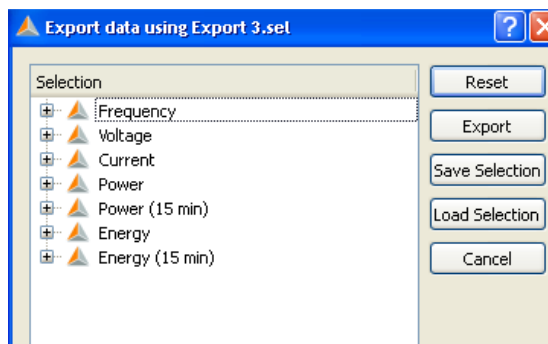 Export data using Export 3.sel
Selection
Frequency
Voltage
Current
Power
Power (15 min)
Energy
Energy (15 min)
Reset
Export
Save Selection
Load Selection
Cancel